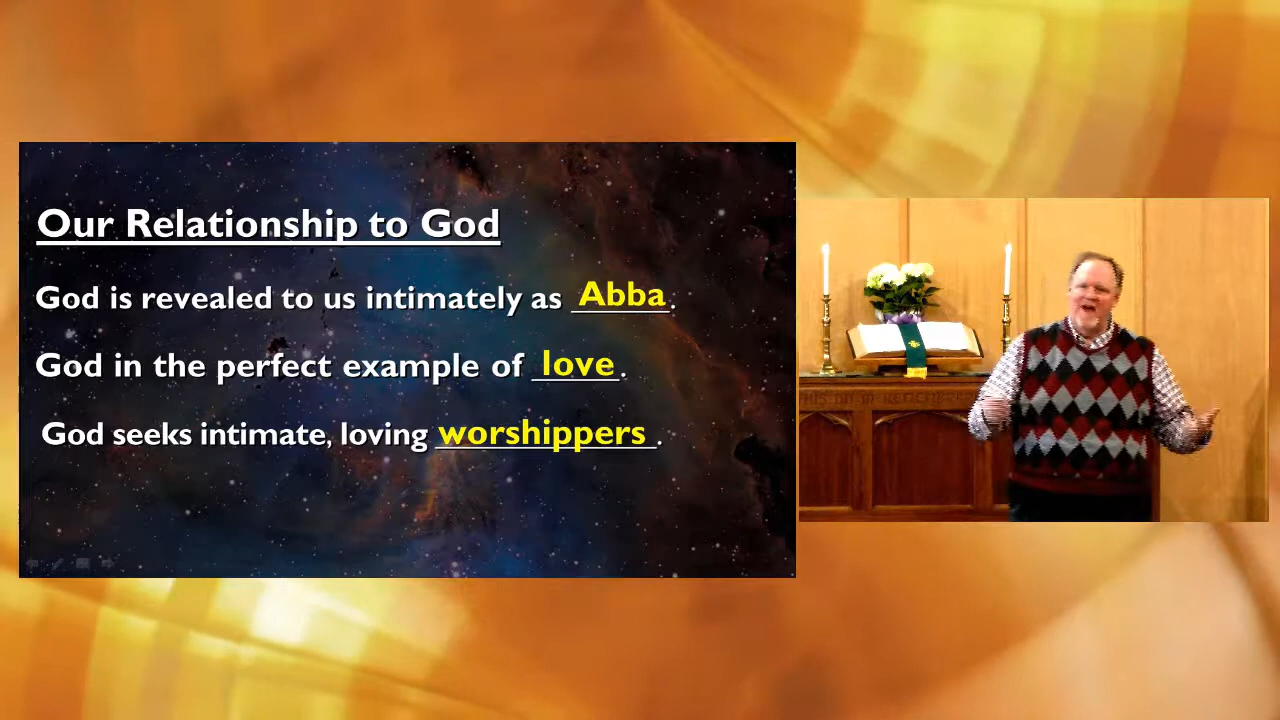 Our Relationship to God
God is revealed to us intimately as Abba.
God in the perfect example of love.
God seeks intimate, loving worshippers.